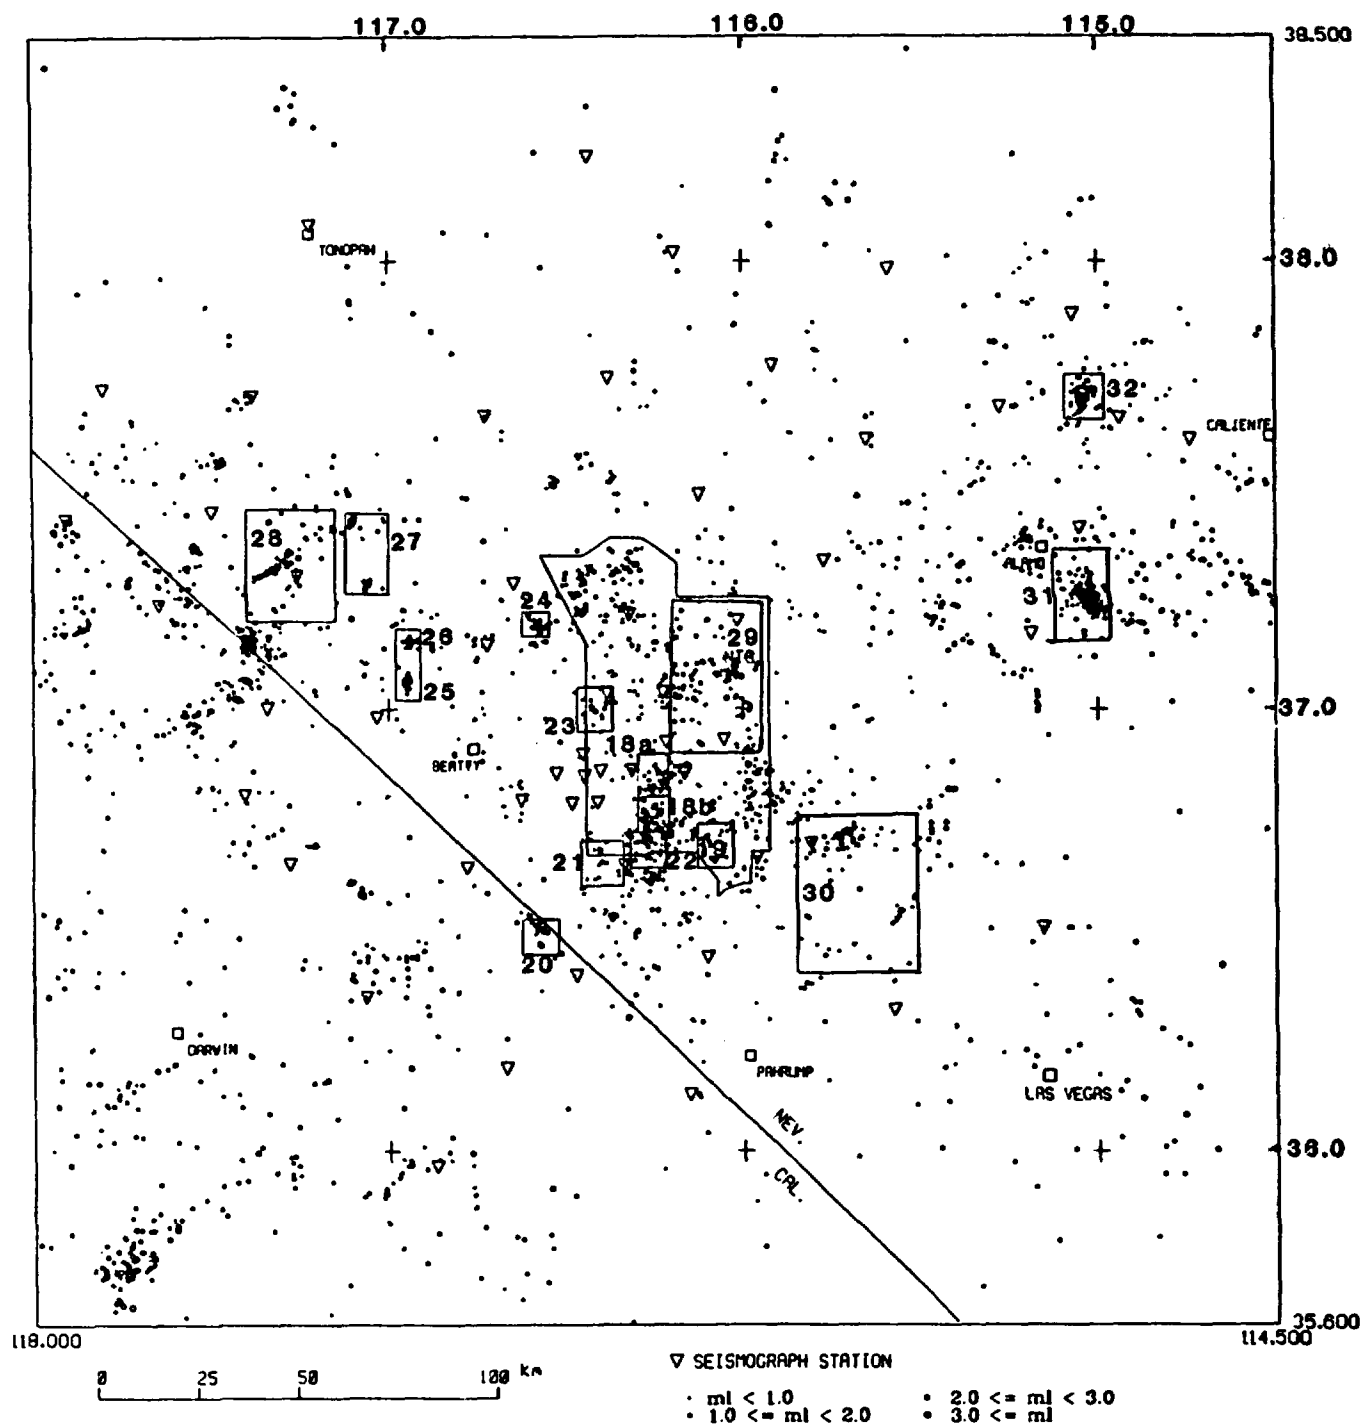 117.0 116.0 115.0
38.500
TONOPAH
38.0
32
CALIENTE
28 27
ALAMO
31
24
26
29
NTS
25
23
37.0
18a
BEATTY
18b
21 22 19
30
20
DARWIN
PAHRUMP
LAS VEGAS
NEV.
36.0
CAL.
35.600
118.000 114.500
0 25 50 100 km
SEISMOGRAPH STATION
ml < 1.0 2.0 <= ml < 3.0
1.0 <= ml < 2.0 3.0 <= ml